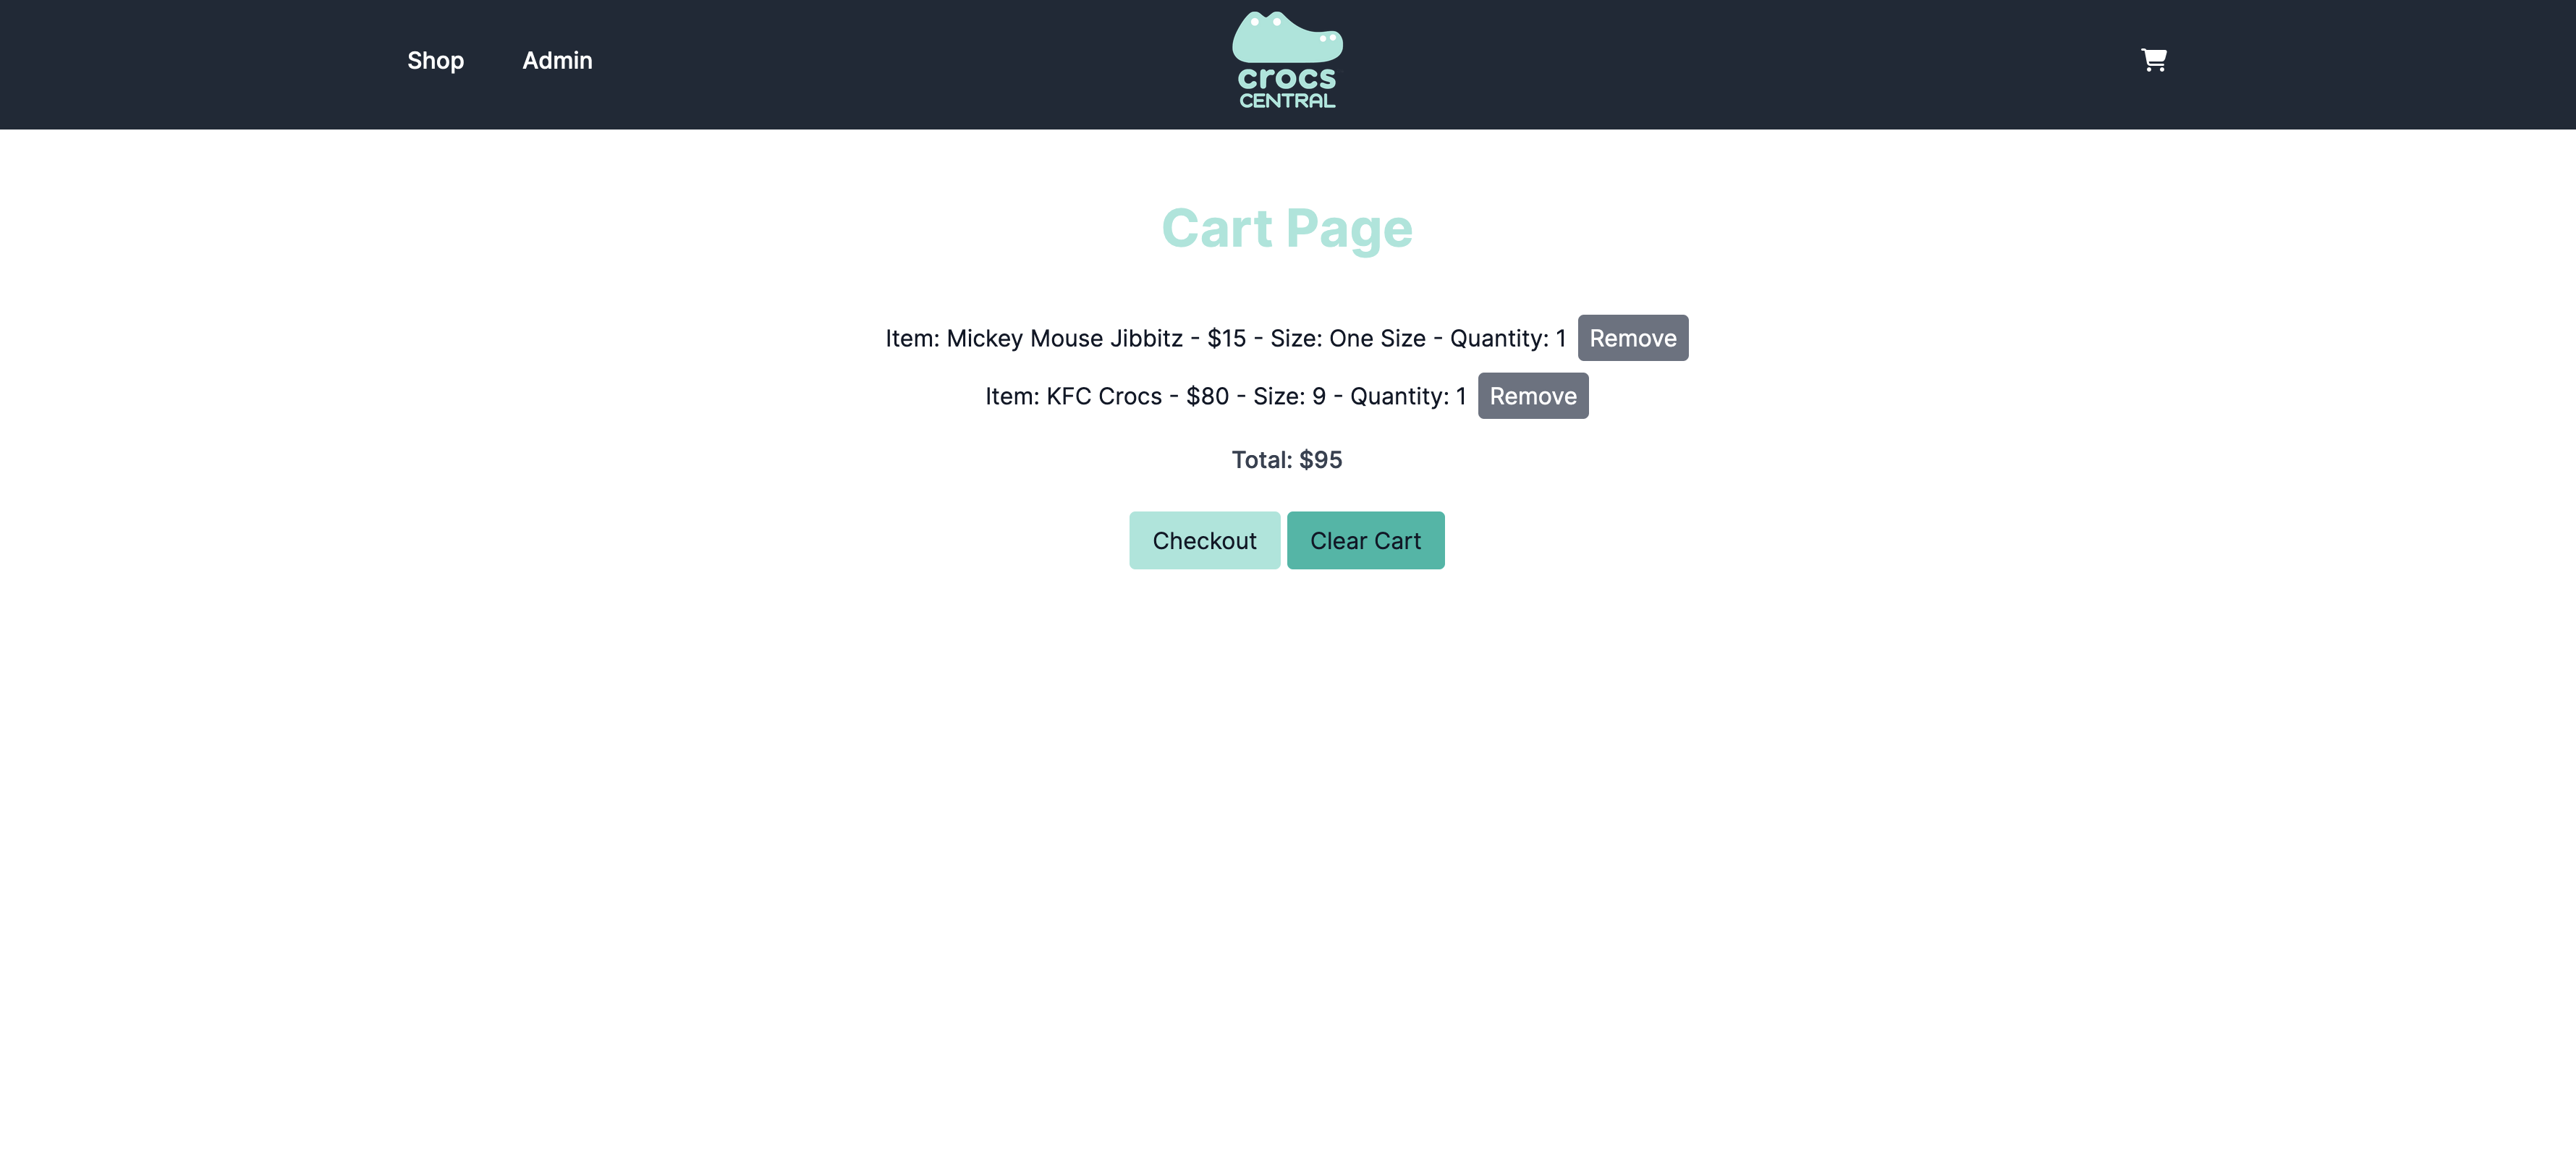 Shop Admin
crocs
CENTRAL
Cart Page
Item: Mickey Mouse Jibbitz - $15 - Size: One Size - Quantity: 1 Remove
Item: KFC Crocs - $80 - Size: 9 - Quantity: 1 Remove
Total: $95
Checkout Clear Cart